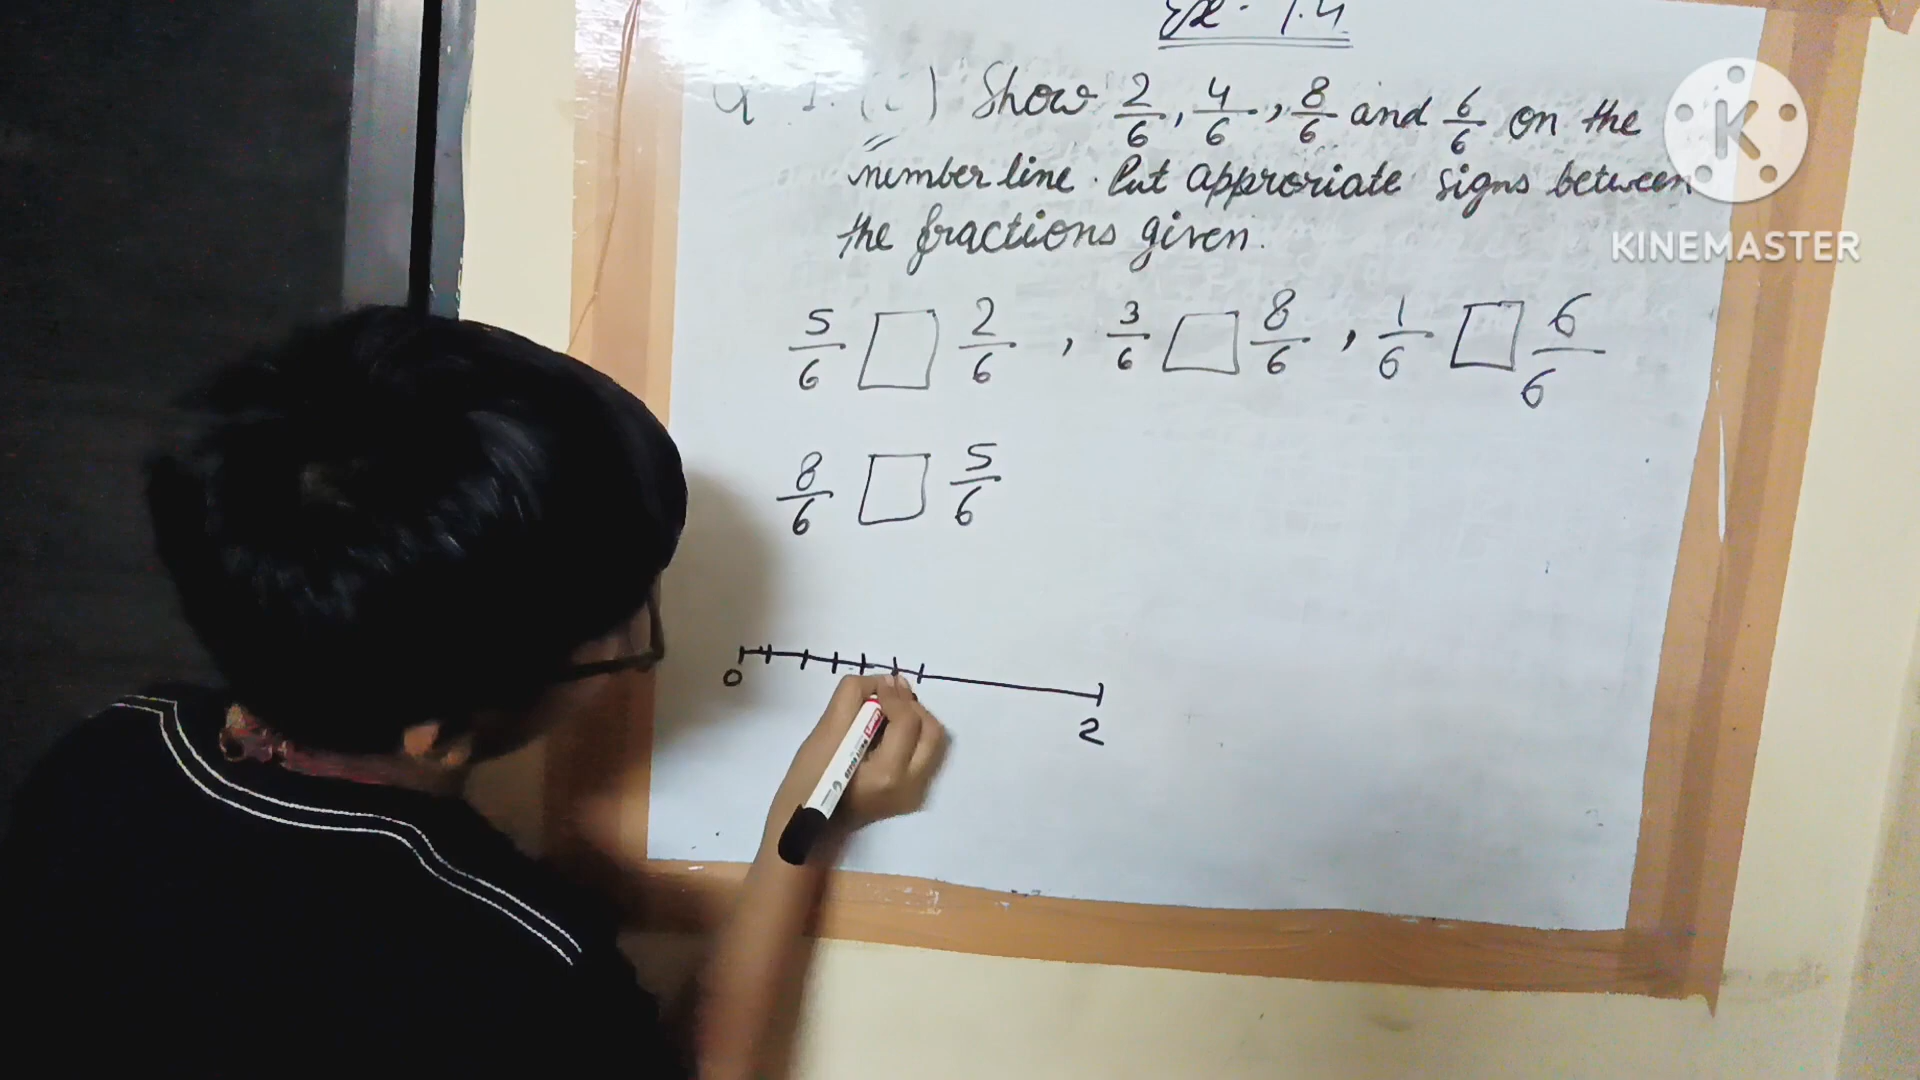 Ex. 1.4
Q 1. (c) Show 2/6, 4/6, 8/6 and 6/6 on the
number line. Put approriate signs between
the fractions given.
5/6 □ 2/6, 3/6 □ 8/6, 1/6 □ 6/6
8/6 □ 5/6
0 2
K
KINEMASTER